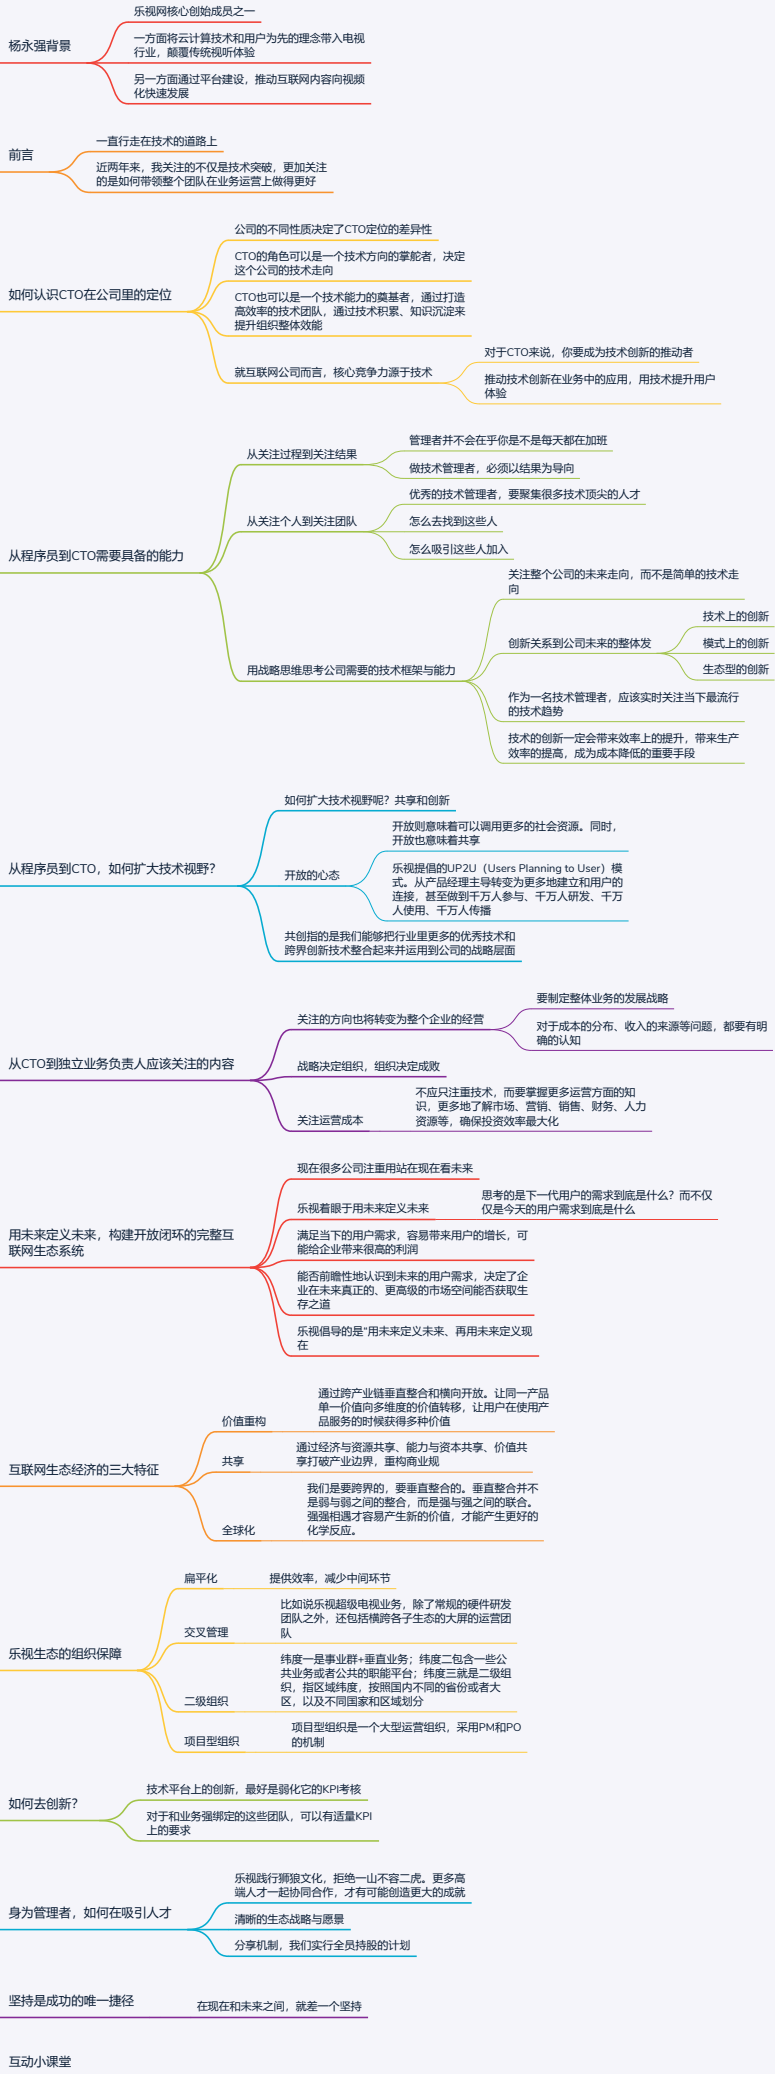 杨永强背景
乐视网核心创始成员之一
一方面将云计算技术和用户为先的理念带入电视
行业，颠覆传统视听体验
另一方面通过平台建设，推动互联网内容向视频
化快速发展
前言
一直行走在技术的道路上
近两年来，我关注的不仅是技术突破，更加关注
的是如何带领整个团队在业务运营上做得更好
如何认识CTO在公司里的定位
公司的不同性质决定了CTO定位的差异性
CTO的角色可以是一个技术方向的掌舵者，决定
这个公司的技术走向
CTO也可以是一个技术能力的奠基者，通过打造
高效率的技术团队，通过技术积累、知识沉淀来
提升组织整体效能
就互联网公司而言，核心竞争力源于技术
对于CTO来说，你要成为技术创新的推动者
推动技术创新在业务中的应用，用技术提升用户
体验
从程序员到CTO需要具备的能力
从关注过程到关注结果
管理者并不会在乎你是不是每天都在加班
做技术管理者，必须以结果为导向
从关注个人到关注团队
优秀的技术管理者，要聚集很多技术顶尖的人才
怎么去找到这些人
怎么吸引这些人加入
用战略思维思考公司需要的技术框架与能力
关注整个公司的未来走向，而不是简单的技术走
向
创新关系到公司未来的整体发
技术上的创新
模式上的创新
生态型的创新
作为一名技术管理者，应该实时关注当下最流行
的技术趋势
技术的创新一定会带来效率上的提升，带来生产
效率的提高，成为成本降低的重要手段
从程序员到CTO，如何扩大技术视野？
如何扩大技术视野呢？共享和创新
开放的心态
开放则意味着可以调用更多的社会资源。同时，
开放也意味着共享
乐视提倡的UP2U（Users Planning to User）模
式。从产品经理主导转变为更多地建立和用户的
连接，甚至做到千万人参与、千万人研发、千万
人使用、千万人传播
共创指的是我们能够把行业里更多的优秀技术和
跨界创新技术整合起来并运用到公司的战略层面
从CTO到独立业务负责人应该关注的内容
关注的方向也将转变为整个企业的经营
要制定整体业务的发展战略
对于成本的分布、收入的来源等问题，都要有明
确的认知
战略决定组织，组织决定成败
关注运营成本
不应只注重技术，而要掌握更多运营方面的知
识，更多地了解市场、营销、销售、财务、人力
资源等，确保投资效率最大化
用未来定义未来，构建开放闭环的完整互
联网生态系统
现在很多公司注重用站在现在看未来
乐视着眼于用未来定义未来
思考的是下一代用户的需求到底是什么？而不仅
仅是今天的用户需求到底是什么
满足当下的用户需求，容易带来用户的增长，可
能给企业带来很高的利润
能否前瞻性地认识到未来的用户需求，决定了企
业在未来真正的、更高级的市场空间能否获取生
存之道
乐视倡导的是“用未来定义未来、再用未来定义现
在
互联网生态经济的三大特征
价值重构
通过跨产业链垂直整合和横向开放。让同一产品
单一价值向多维度的价值转移，让用户在使用产
品服务的时候获得多种价值
共享
通过经济与资源共享、能力与资本共享、价值共
享打破产业边界，重构商业规
全球化
我们是要跨界的，要垂直整合的。垂直整合并不
是弱与弱之间的整合，而是强与强之间的联合。
强强相遇才容易产生新的价值，才能产生更好的
化学反应。
乐视生态的组织保障
扁平化
提供效率，减少中间环节
交叉管理
比如说乐视超级电视业务，除了常规的硬件研发
团队之外，还包括横跨各子生态的大屏的运营团
队
二级组织
纬度一是事业群+垂直业务；纬度二包含一些公
共业务或者公共的职能平台；纬度三就是二级组
织，指区域纬度，按照国内不同的省份或者大
区，以及不同国家和区域划分
项目型组织
项目型组织是一个大型运营组织，采用PM和PO
的机制
如何去创新？
技术平台上的创新，最好是弱化它的KPI考核
对于和业务强绑定的这些团队，可以有适量KPI
上的要求
身为管理者，如何在吸引人才
乐视践行狮狼文化，拒绝一山不容二虎。更多高
端人才一起协同合作，才有可能创造更大的成就
清晰的生态战略与愿景
分享机制，我们实行全员持股的计划
坚持是成功的唯一捷径
在现在和未来之间，就差一个坚持
互动小课堂